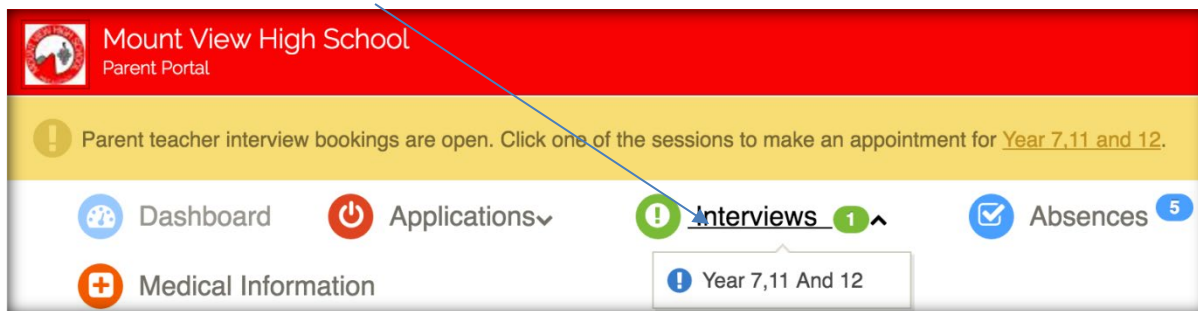 Mount View High School
Parent Portal
Parent teacher interview bookings are open. Click one of the sessions to make an appointment for Year 7,11 and 12.
Dashboard
Applications
Interviews 1
Absences 5
Medical Information
Year 7,11 And 12